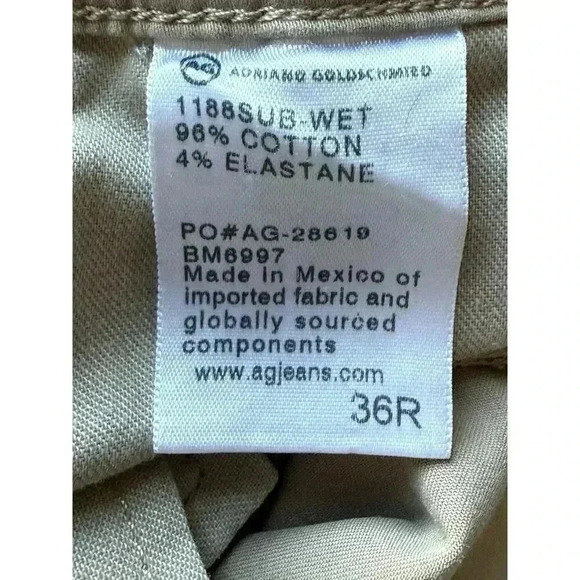 AG ADRIANO GOLDSCHMIED
1188SUB-WET
96% COTTON
4% ELASTANE
PO#AG-28619
BM6997
Made in Mexico of
imported fabric and
globally sourced
components
www.agjeans.com
36R